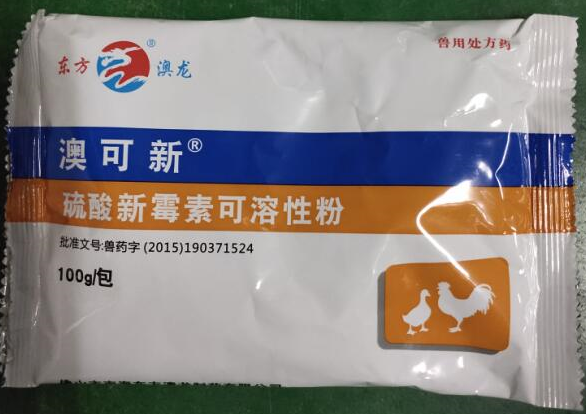 东方 ® 澳龙
兽用处方药
澳可新®
硫酸新霉素可溶性粉
批准文号:兽药字 (2015)190371524
100g/包